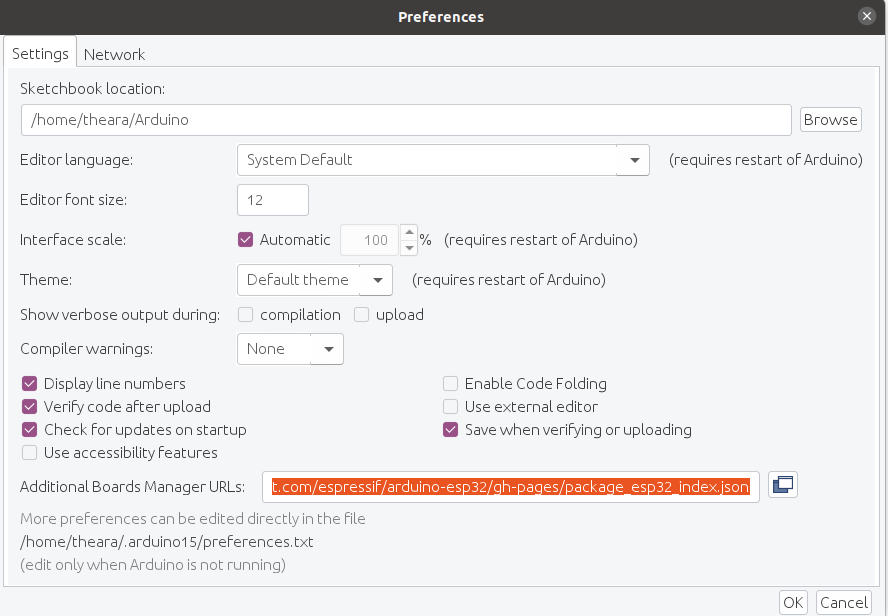 Preferences
Settings Network
Sketchbook location:
/home/theara/Arduino Browse
Editor language: System Default (requires restart of Arduino)
Editor font size: 12
Interface scale: Automatic 100 % (requires restart of Arduino)
Theme: Default theme (requires restart of Arduino)
Show verbose output during: compilation upload
Compiler warnings: None
Display line numbers Enable Code Folding
Verify code after upload Use external editor
Check for updates on startup Save when verifying or uploading
Use accessibility features
Additional Boards Manager URLs: t.com/espressif/arduino-esp32/gh-pages/package_esp32_index.json
More preferences can be edited directly in the file
/home/theara/.arduino15/preferences.txt
(edit only when Arduino is not running)
OK Cancel